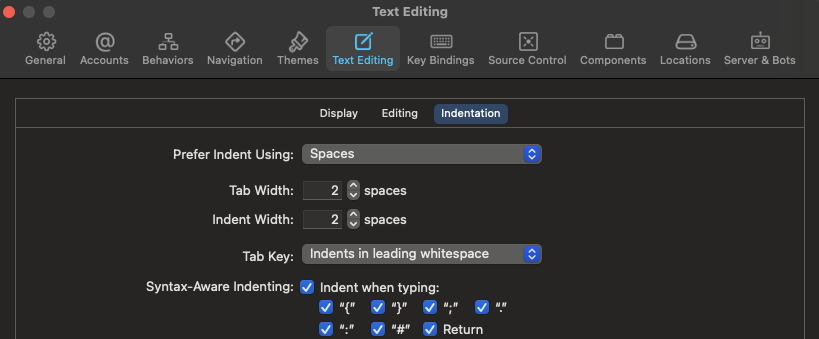 Text Editing
General Accounts Behaviors Navigation Themes Text Editing Key Bindings Source Control Components Locations Server & Bots
Display Editing Indentation
Prefer Indent Using: Spaces
Tab Width: 2 spaces
Indent Width: 2 spaces
Tab Key: Indents in leading whitespace
Syntax-Aware Indenting: Indent when typing:
“{” “}” “;” “.”
“:” “#” Return